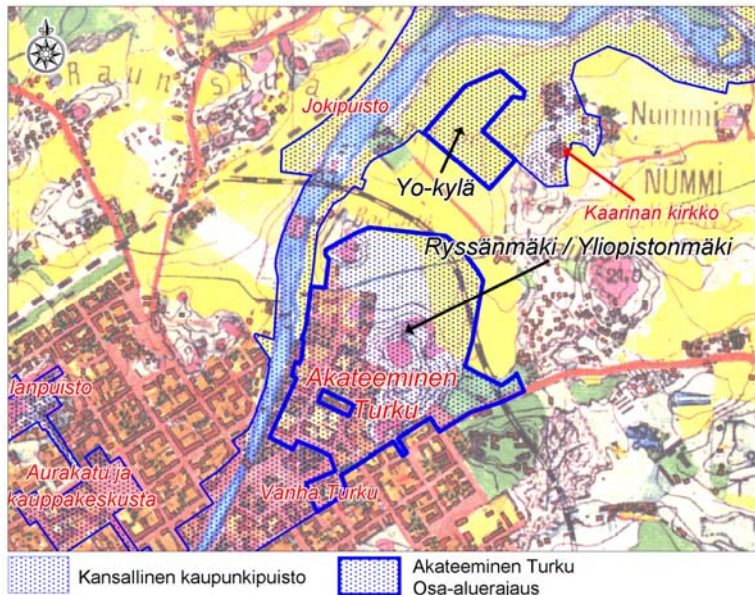 Raunistula
Jokipuisto
Nummi
Yo-kylä
NUMMI
Kaarinan kirkko
Ryssänmäki / Yliopistonmäki
Akateeminen
Turku
lanpuisto
Aurakatu ja
kauppakeskusta
Vanha Turku
Kansallinen kaupunkipuisto
Akateeminen Turku
Osa-aluerajaus